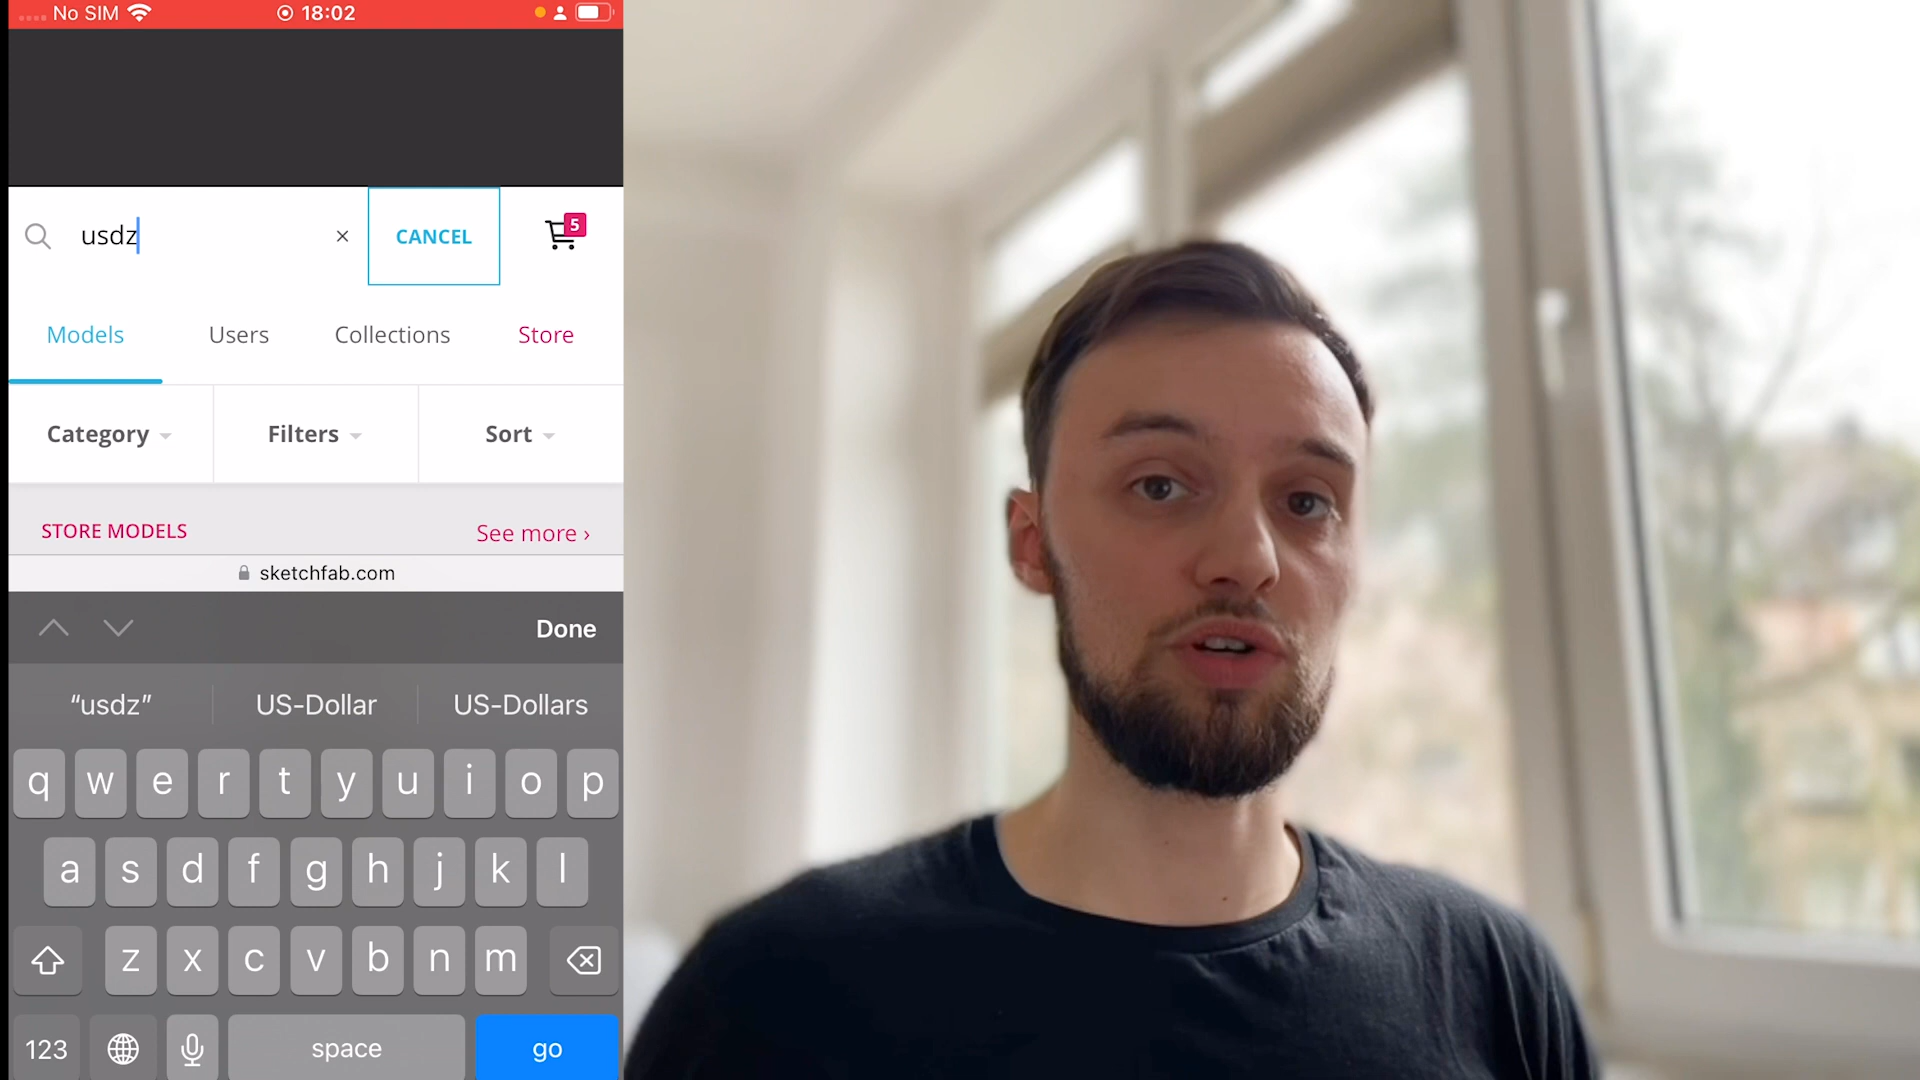 No SIM 18:02
usdz × CANCEL 5
Models Users Collections Store
Category Filters Sort
STORE MODELS See more ›
sketchfab.com
Done
“usdz” US-Dollar US-Dollars
q w e r t y u i o p
a s d f g h j k l
z x c v b n m
123 space go